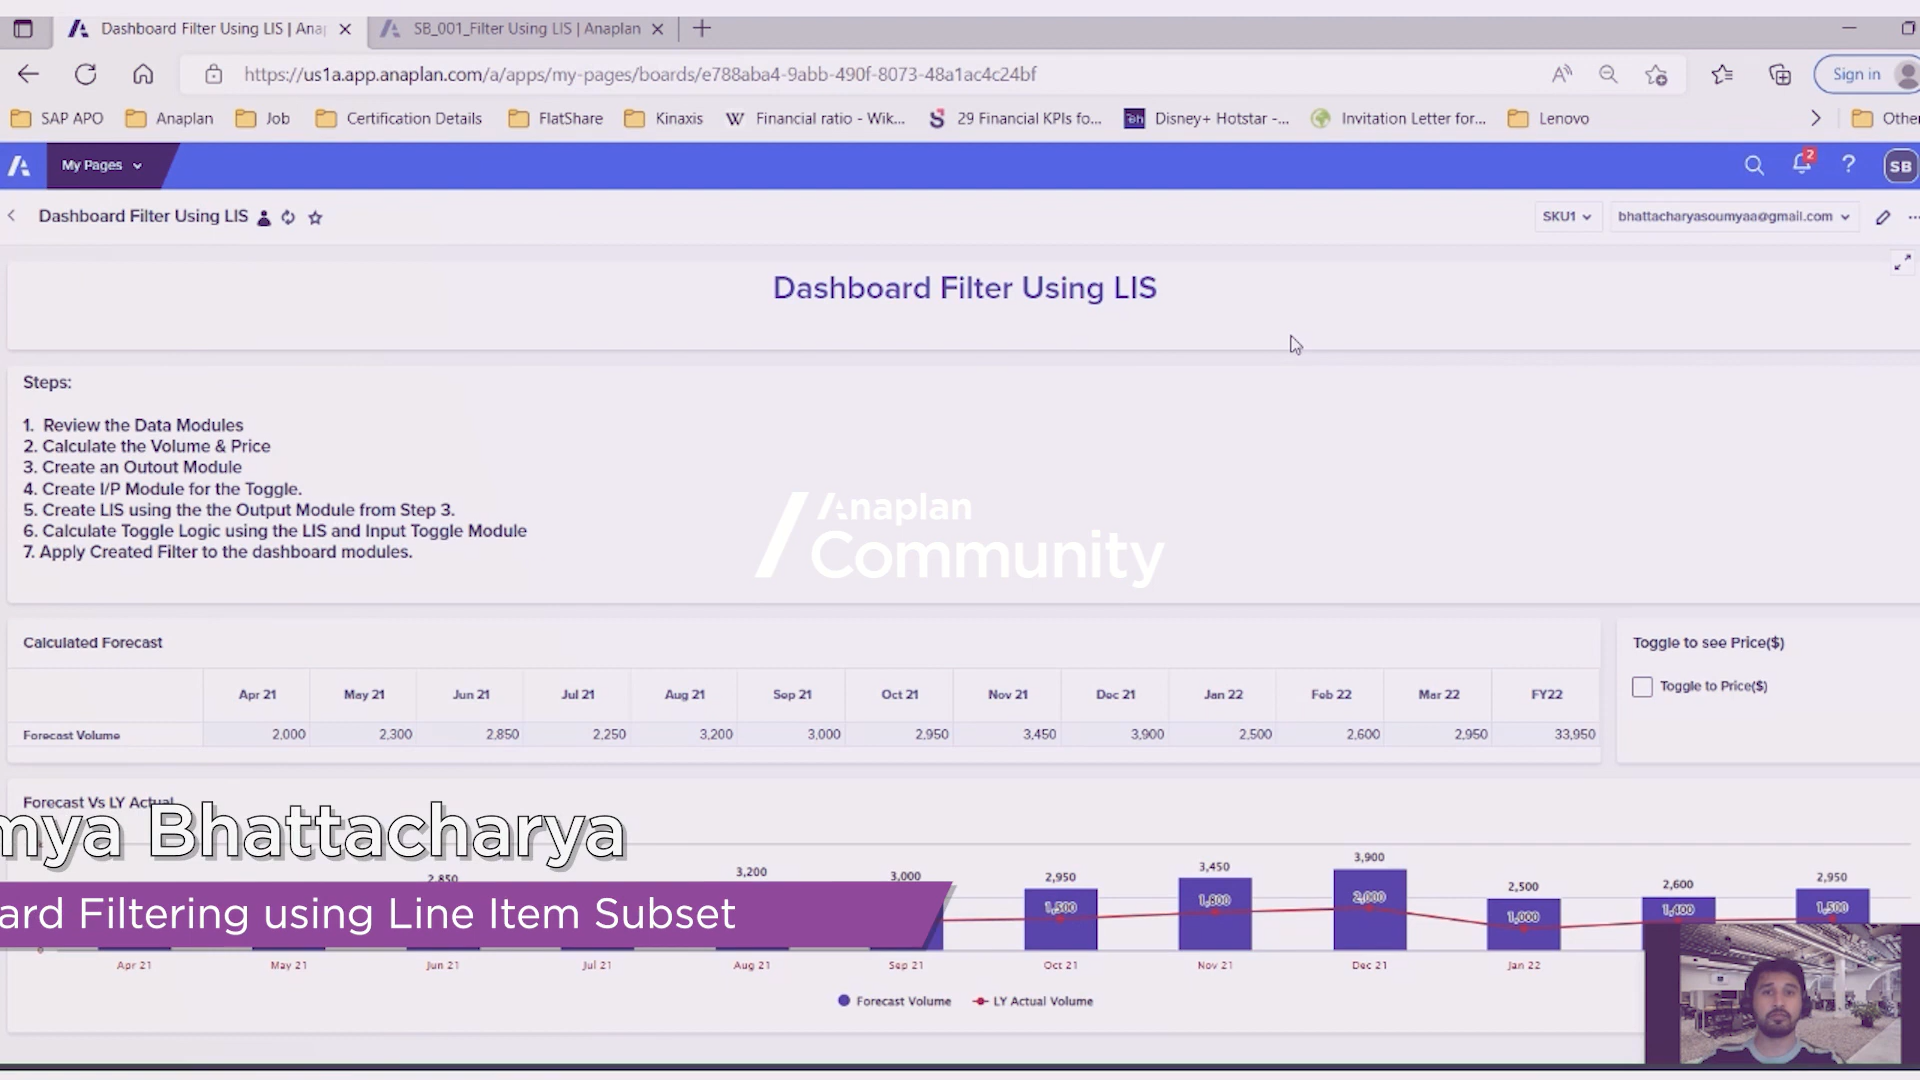 Dashboard Filter Using LIS | Ana
SB_001_Filter Using LIS | Anaplan
https://us1a.app.anaplan.com/a/apps/my-pages/boards/e788aba4-9abb-490f-8073-48a1ac4c24bf
Sign in
SAP APO
Anaplan
Job
Certification Details
FlatShare
Kinaxis
W Financial ratio - Wik...
S 29 Financial KPIs fo...
Disney+ Hotstar -...
Invitation Letter for...
Lenovo
Other
My Pages
2
?
SB
Dashboard Filter Using LIS
SKU1
bhattacharyasoumyaa@gmail.com
Dashboard Filter Using LIS
Steps:
1. Review the Data Modules
2. Calculate the Volume & Price
3. Create an Outout Module
4. Create I/P Module for the Toggle.
5. Create LIS using the the Output Module from Step 3.
6. Calculate Toggle Logic using the LIS and Input Toggle Module
7. Apply Created Filter to the dashboard modules.
Anaplan
Community
Calculated Forecast
Apr 21 May 21 Jun 21 Jul 21 Aug 21 Sep 21 Oct 21 Nov 21 Dec 21 Jan 22 Feb 22 Mar 22 FY22
Forecast Volume 2,000 2,300 2,850 2,250 3,200 3,000 2,950 3,450 3,900 2,500 2,600 2,950 33,950
Toggle to see Price($)
Toggle to Price($)
Forecast Vs LY Actual
mya Bhattacharya
ard Filtering using Line Item Subset
2,850 3,200 3,000 2,950 3,450 3,900 2,500 2,600 2,950
1,500 1,800 2,000 1,000 1,400 1,500
0
Apr 21 May 21 Jun 21 Jul 21 Aug 21 Sep 21 Oct 21 Nov 21 Dec 21 Jan 22
Forecast Volume LY Actual Volume